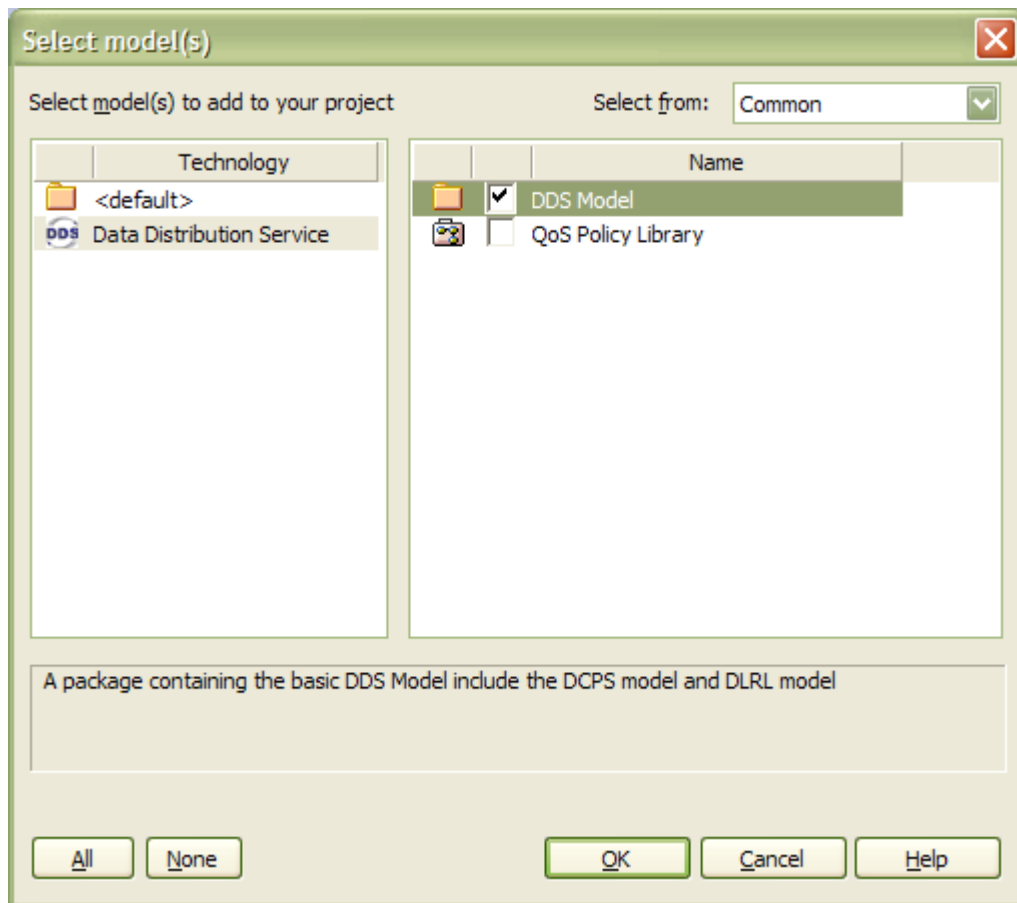 Select model(s)
Select model(s) to add to your project Select from: Common
Technology Name
<default> DDS Model
DDS Data Distribution Service QoS Policy Library
A package containing the basic DDS Model include the DCPS model and DLRL model
All None OK Cancel Help